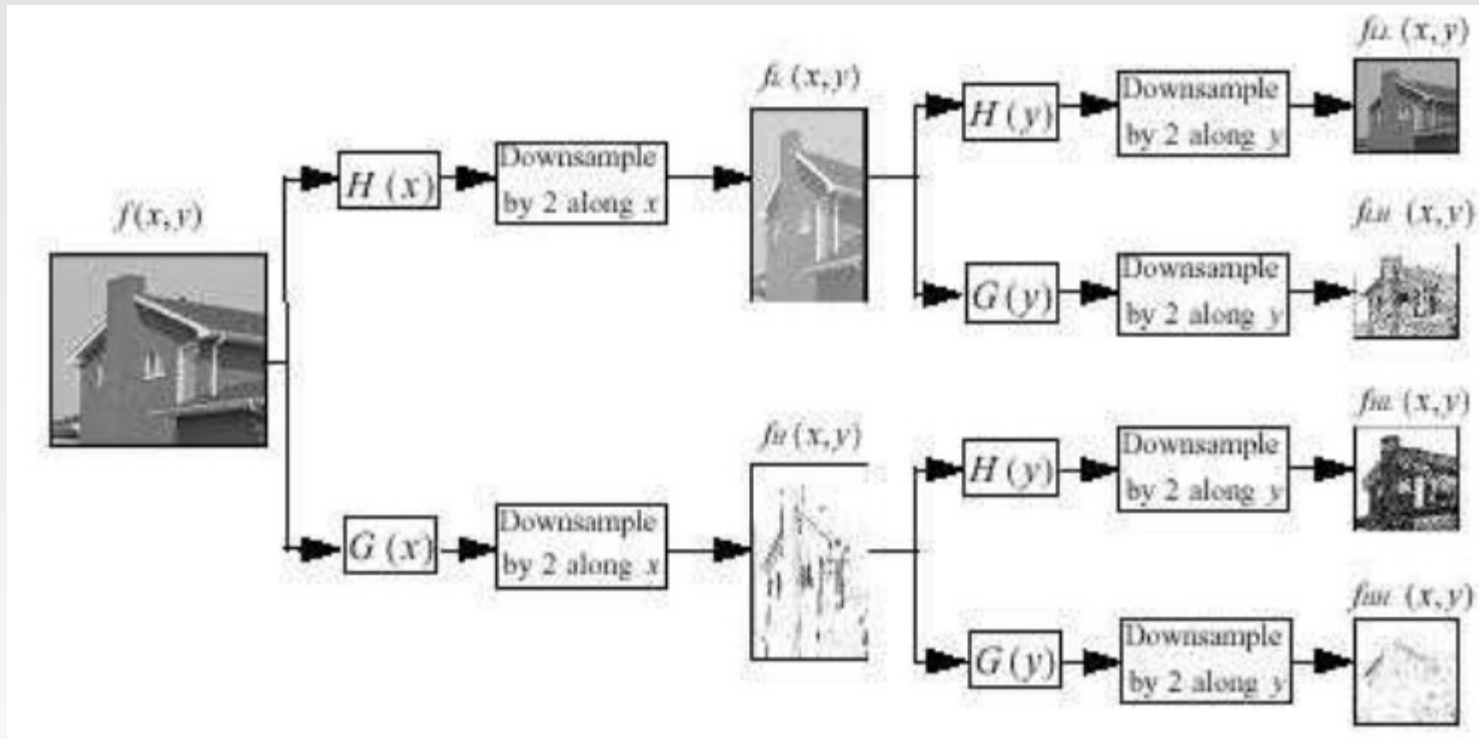 f(x,y)
H (x)
Downsample
by 2 along x
fL (x,y)
H(y)
Downsample
by 2 along y
fLL (x,y)
G(y)
Downsample
by 2 along y
fLH (x,y)
G (x)
Downsample
by 2 along x
fH (x,y)
H(y)
Downsample
by 2 along y
fHL (x,y)
G(y)
Downsample
by 2 along y
fHH (x,y)